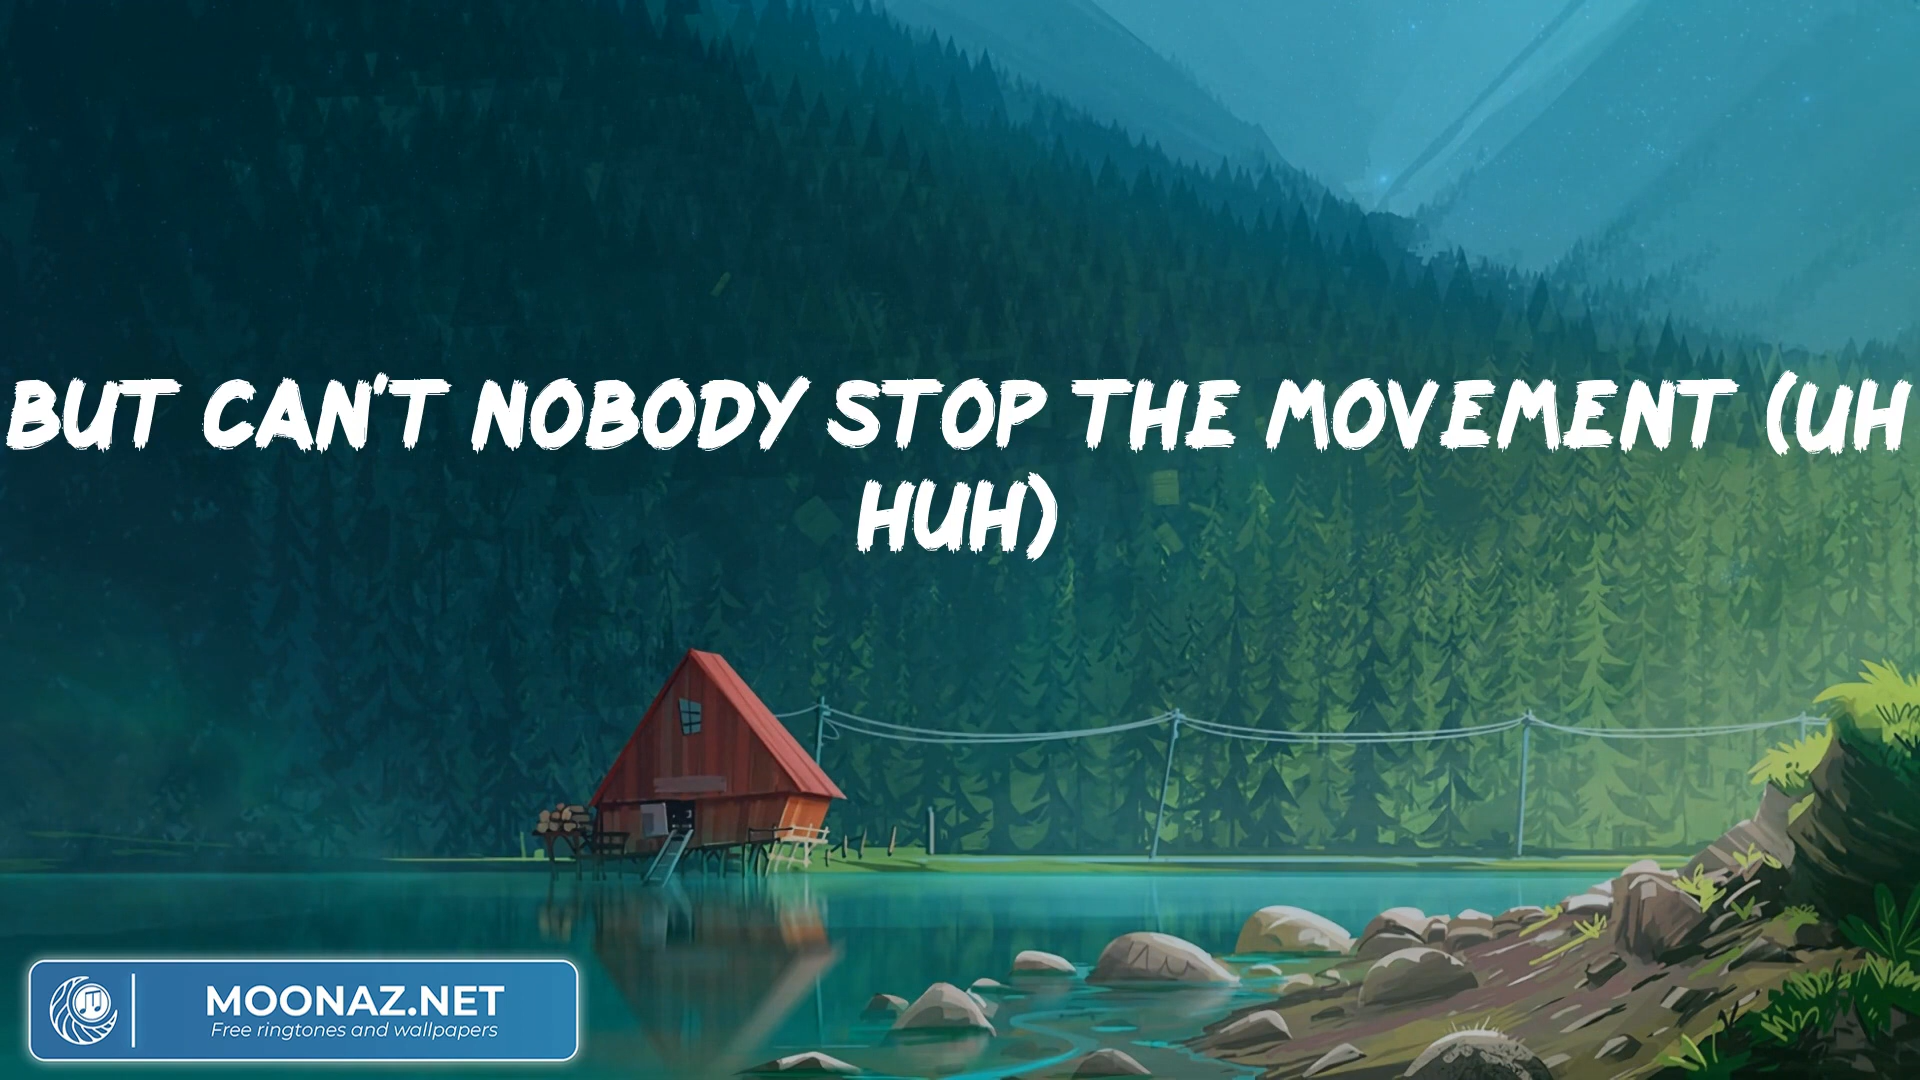 BUT CAN'T NOBODY STOP THE MOVEMENT (UH
HUH)
MOONAZ.NET
Free ringtones and wallpapers